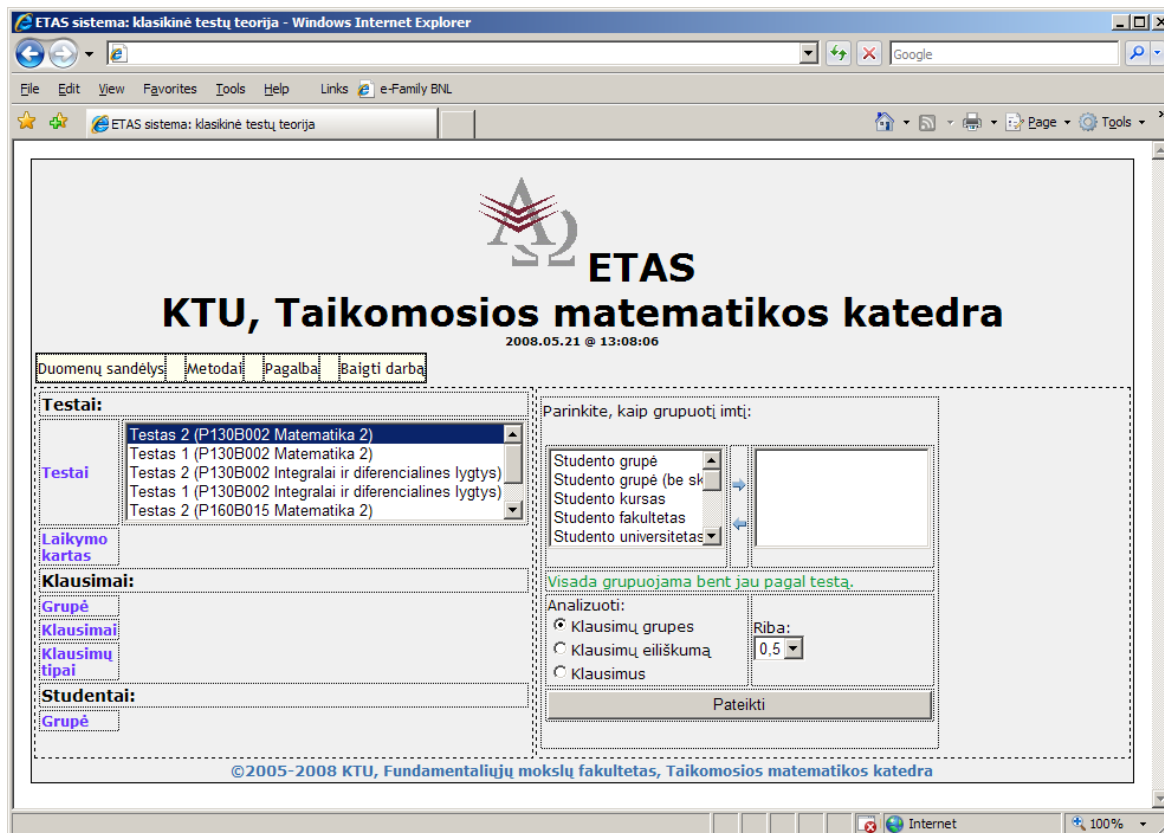 ETAS sistema: klasikinė testų teorija - Windows Internet Explorer
Google
File Edit View Favorites Tools Help Links e-Family BNL
ETAS sistema: klasikinė testų teorija
Page Tools
ETAS
KTU, Taikomosios matematikos katedra
2008.05.21 @ 13:08:06
Duomenų sandėlys Metodai Pagalba Baigti darbą
Testai:
Testai
Testas 2 (P130B002 Matematika 2)
Testas 1 (P130B002 Matematika 2)
Testas 2 (P130B002 Integralai ir diferencialines lygtys)
Testas 1 (P130B002 Integralai ir diferencialines lygtys)
Testas 2 (P160B015 Matematika 2)
Laikymo
kartas
Klausimai:
Grupė
Klausimai
Klausimų
tipai
Studentai:
Grupė
Parinkite, kaip grupuoti imtį:
Studento grupė
Studento grupė (be sk
Studento kursas
Studento fakultetas
Studento universitetas
Visada grupuojama bent jau pagal testą.
Analizuoti:
Klausimų grupes
Klausimų eiliškumą
Klausimus
Riba:
0,5
Pateikti
©2005-2008 KTU, Fundamentaliųjų mokslų fakultetas, Taikomosios matematikos katedra
Internet
100%